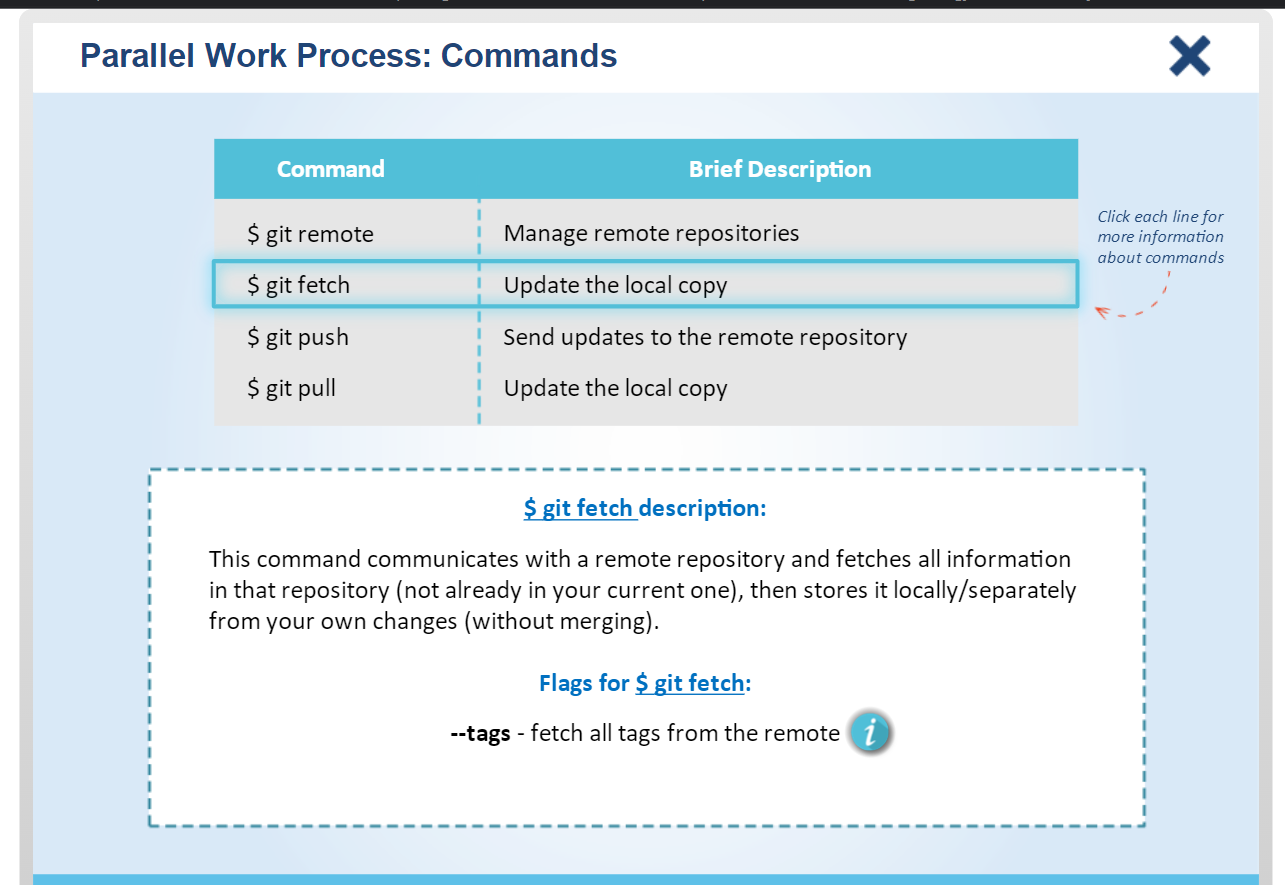 Parallel Work Process: Commands
Command Brief Description
$ git remote Manage remote repositories
$ git fetch Update the local copy
$ git push Send updates to the remote repository
$ git pull Update the local copy
Click each line for
more information
about commands
$ git fetch description:
This command communicates with a remote repository and fetches all information
in that repository (not already in your current one), then stores it locally/separately
from your own changes (without merging).
Flags for $ git fetch:
--tags - fetch all tags from the remote i